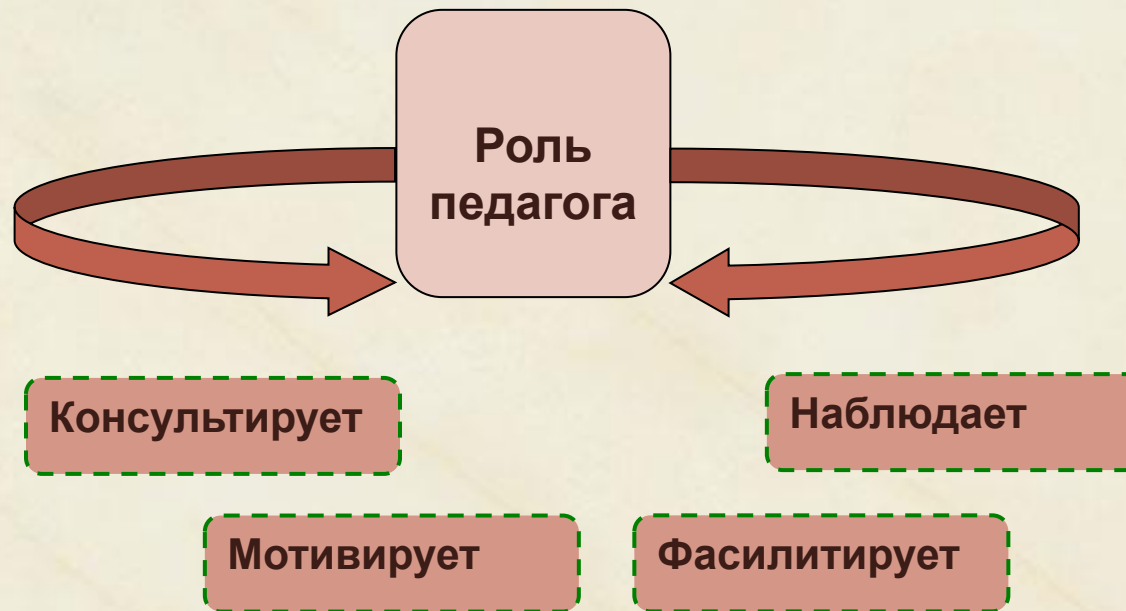 Роль
педагога
Консультирует
Наблюдает
Мотивирует
Фасилитирует